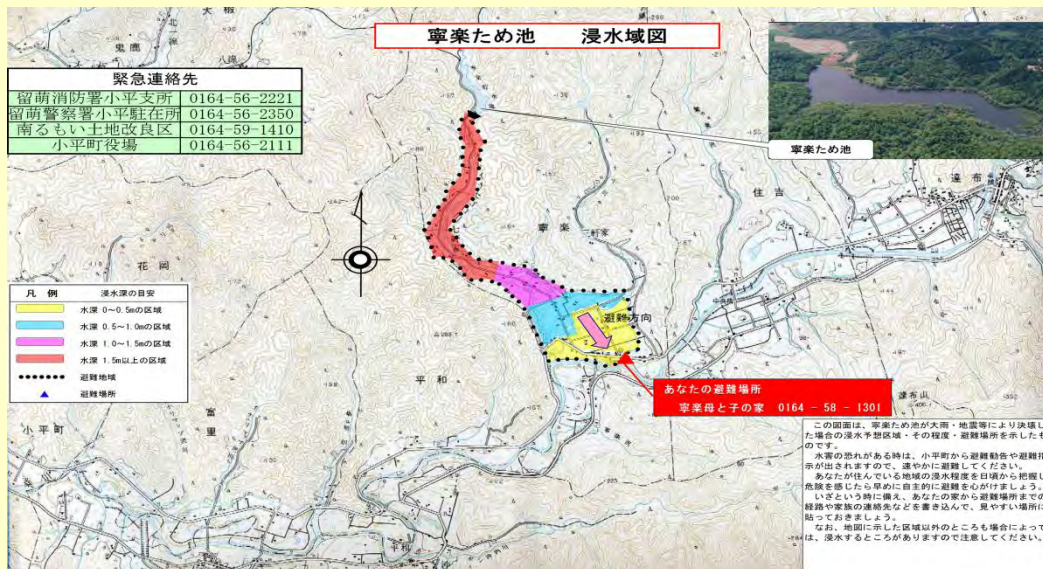 寧楽ため池 浸水域図
緊急連絡先
留萌消防署小平支所 0164-56-2221
留萌警察署小平駐在所 0164-56-2350
南るもい土地改良区 0164-59-1410
小平町役場 0164-56-2111
寧楽ため池
大椴
鬼鹿
住吉
達布
寧楽
三軒家
花岡
凡例 浸水深の目安
水深 0~0.5mの区域
水深 0.5~1.0mの区域
水深 1.0~1.5mの区域
水深 1.5m以上の区域
避難地域
避難場所
避難方向
平和
富里
小平町
達布山
平和
あなたの避難場所
寧楽母と子の家 0164-58-1301
この図面は、寧楽ため池が大雨・地震等により決壊し
た場合の浸水予想区域・その程度・避難場所を示したも
のです。
水害の恐れがある時は、小平町から避難勧告や避難指
示が出されますので、速やかに避難してください。
あなたが住んでいる地域の浸水程度を日頃から把握し、
危険を感じたら早めに自主的に避難を心がけましょう。
いざという時に備え、あなたの家から避難場所までの
経路や家族の連絡先などを書き込んで、見やすい場所に
貼っておきましょう。
なお、地図に示した区域以外のところも場合によって
は、浸水するところがありますので注意してください。